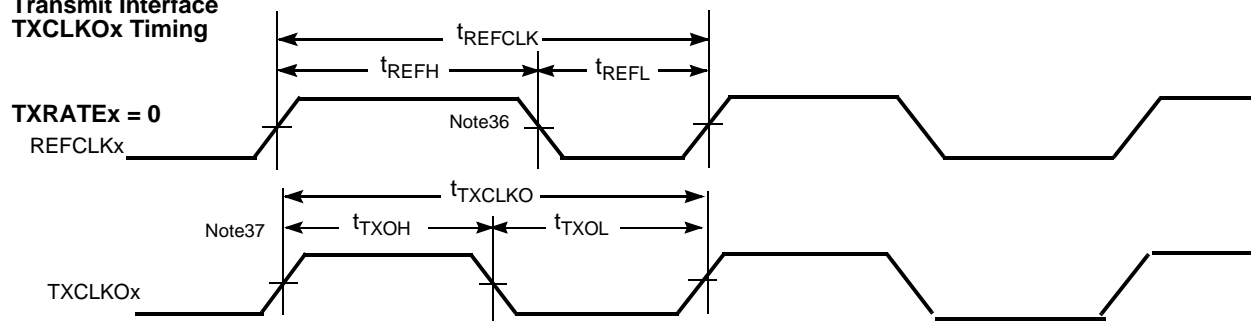 Transmit Interface
TXCLKOx Timing
tREFCLK
tREFH
tREFL
TXRATEx = 0
Note36
REFCLKx
tTXCLKO
Note37
tTXOH
tTXOL
TXCLKOx